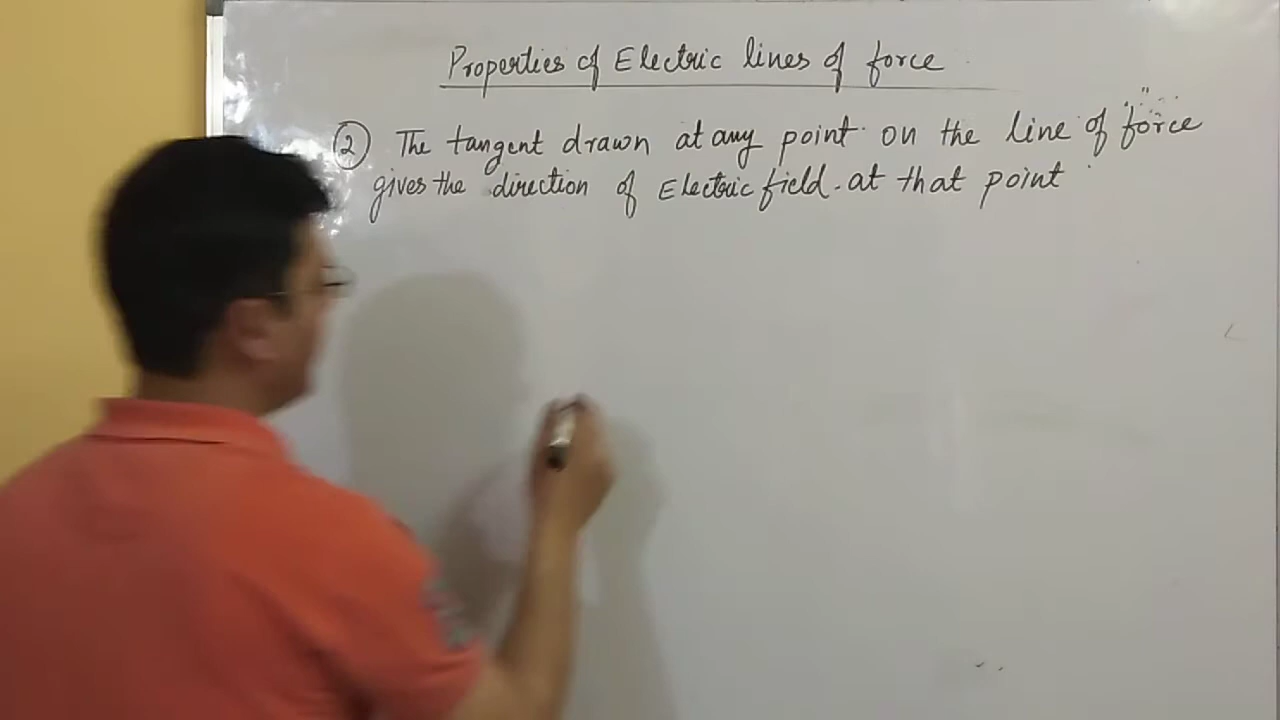 Properties of Electric lines of force
② The tangent drawn at any point on the line of force
gives the direction of Electric field at that point